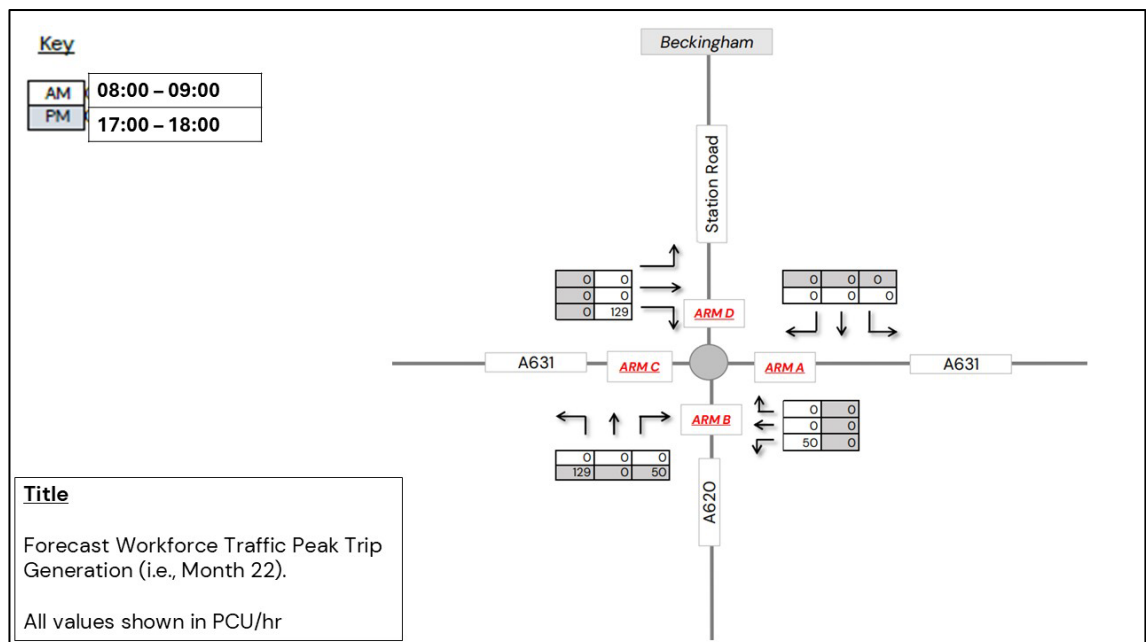 Beckingham
Key
AM
08:00 – 09:00
PM
17:00 – 18:00
Station Road
0 0
0 0
0 129
0 0 0
0 0 0
ARM D
A631
ARM C
ARM A
A631
ARM B
0 0
0 0
50 0
0 0 0
129 0 50
A620
Title
Forecast Workforce Traffic Peak Trip
Generation (i.e., Month 22).
All values shown in PCU/hr